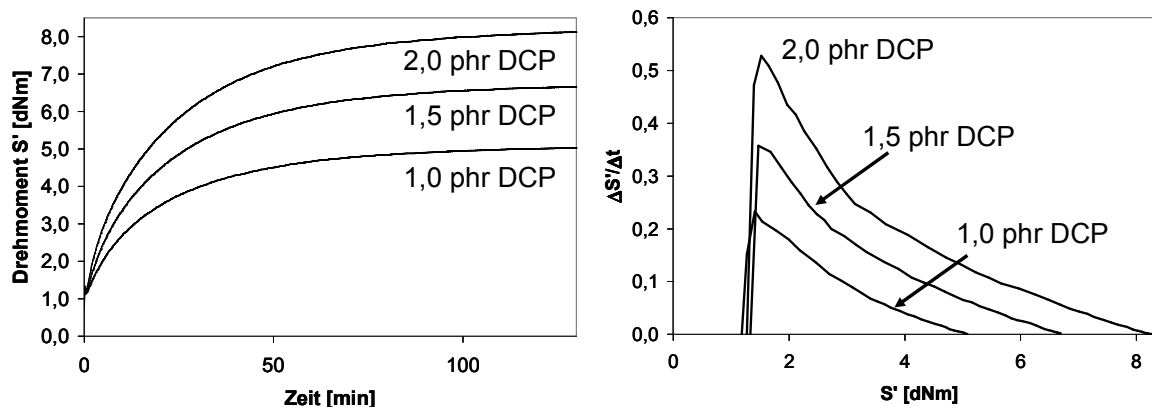 Drehmoment S' [dNm]
8,0
7,0
6,0
5,0
4,0
3,0
2,0
1,0
0,0
2,0 phr DCP
1,5 phr DCP
1,0 phr DCP
0
50
100
Zeit [min]
ΔS'/Δt
0,6
0,5
0,4
0,3
0,2
0,1
0,0
2,0 phr DCP
1,5 phr DCP
1,0 phr DCP
0
2
4
6
8
S' [dNm]